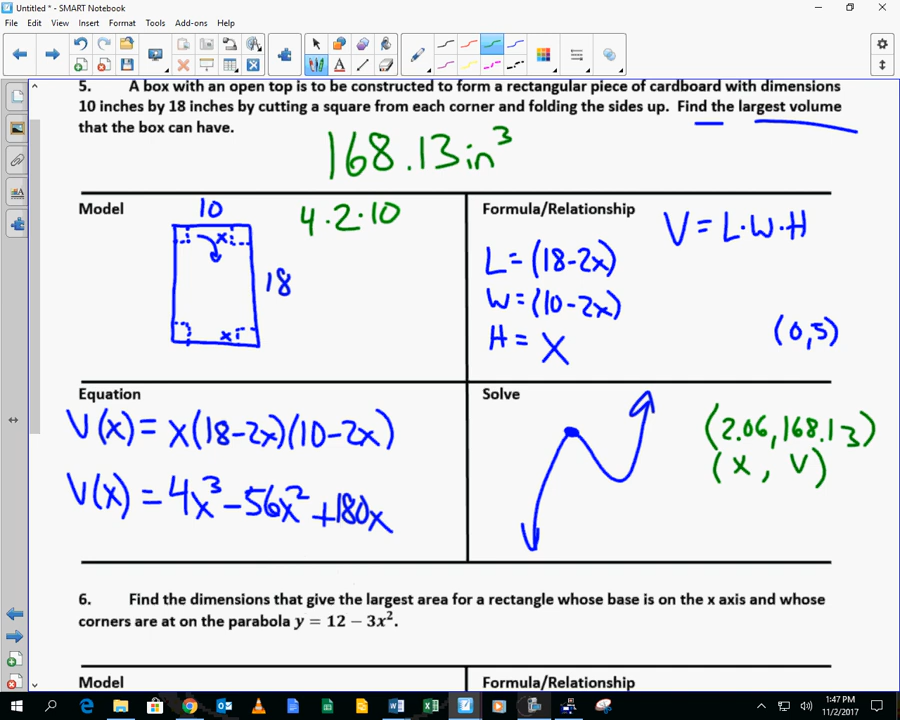 Untitled * - SMART Notebook
File Edit View Insert Format Tools Add-ons Help
5. A box with an open top is to be constructed to form a rectangular piece of cardboard with dimensions
10 inches by 18 inches by cutting a square from each corner and folding the sides up. Find the largest volume
that the box can have.
168.13in³
Model
10
4·2·10
x
18
x
Formula/Relationship
V = L·W·H
L = (18-2x)
W = (10-2x)
H = X
(0,5)
Equation
V(x) = x(18-2x)(10-2x)
V(x) = 4x³-56x²+180x
Solve
(2.06,168.13)
(X, V)
6. Find the dimensions that give the largest area for a rectangle whose base is on the x axis and whose
corners are at on the parabola y = 12 − 3x².
Model
Formula/Relationship
1:47 PM
11/2/2017